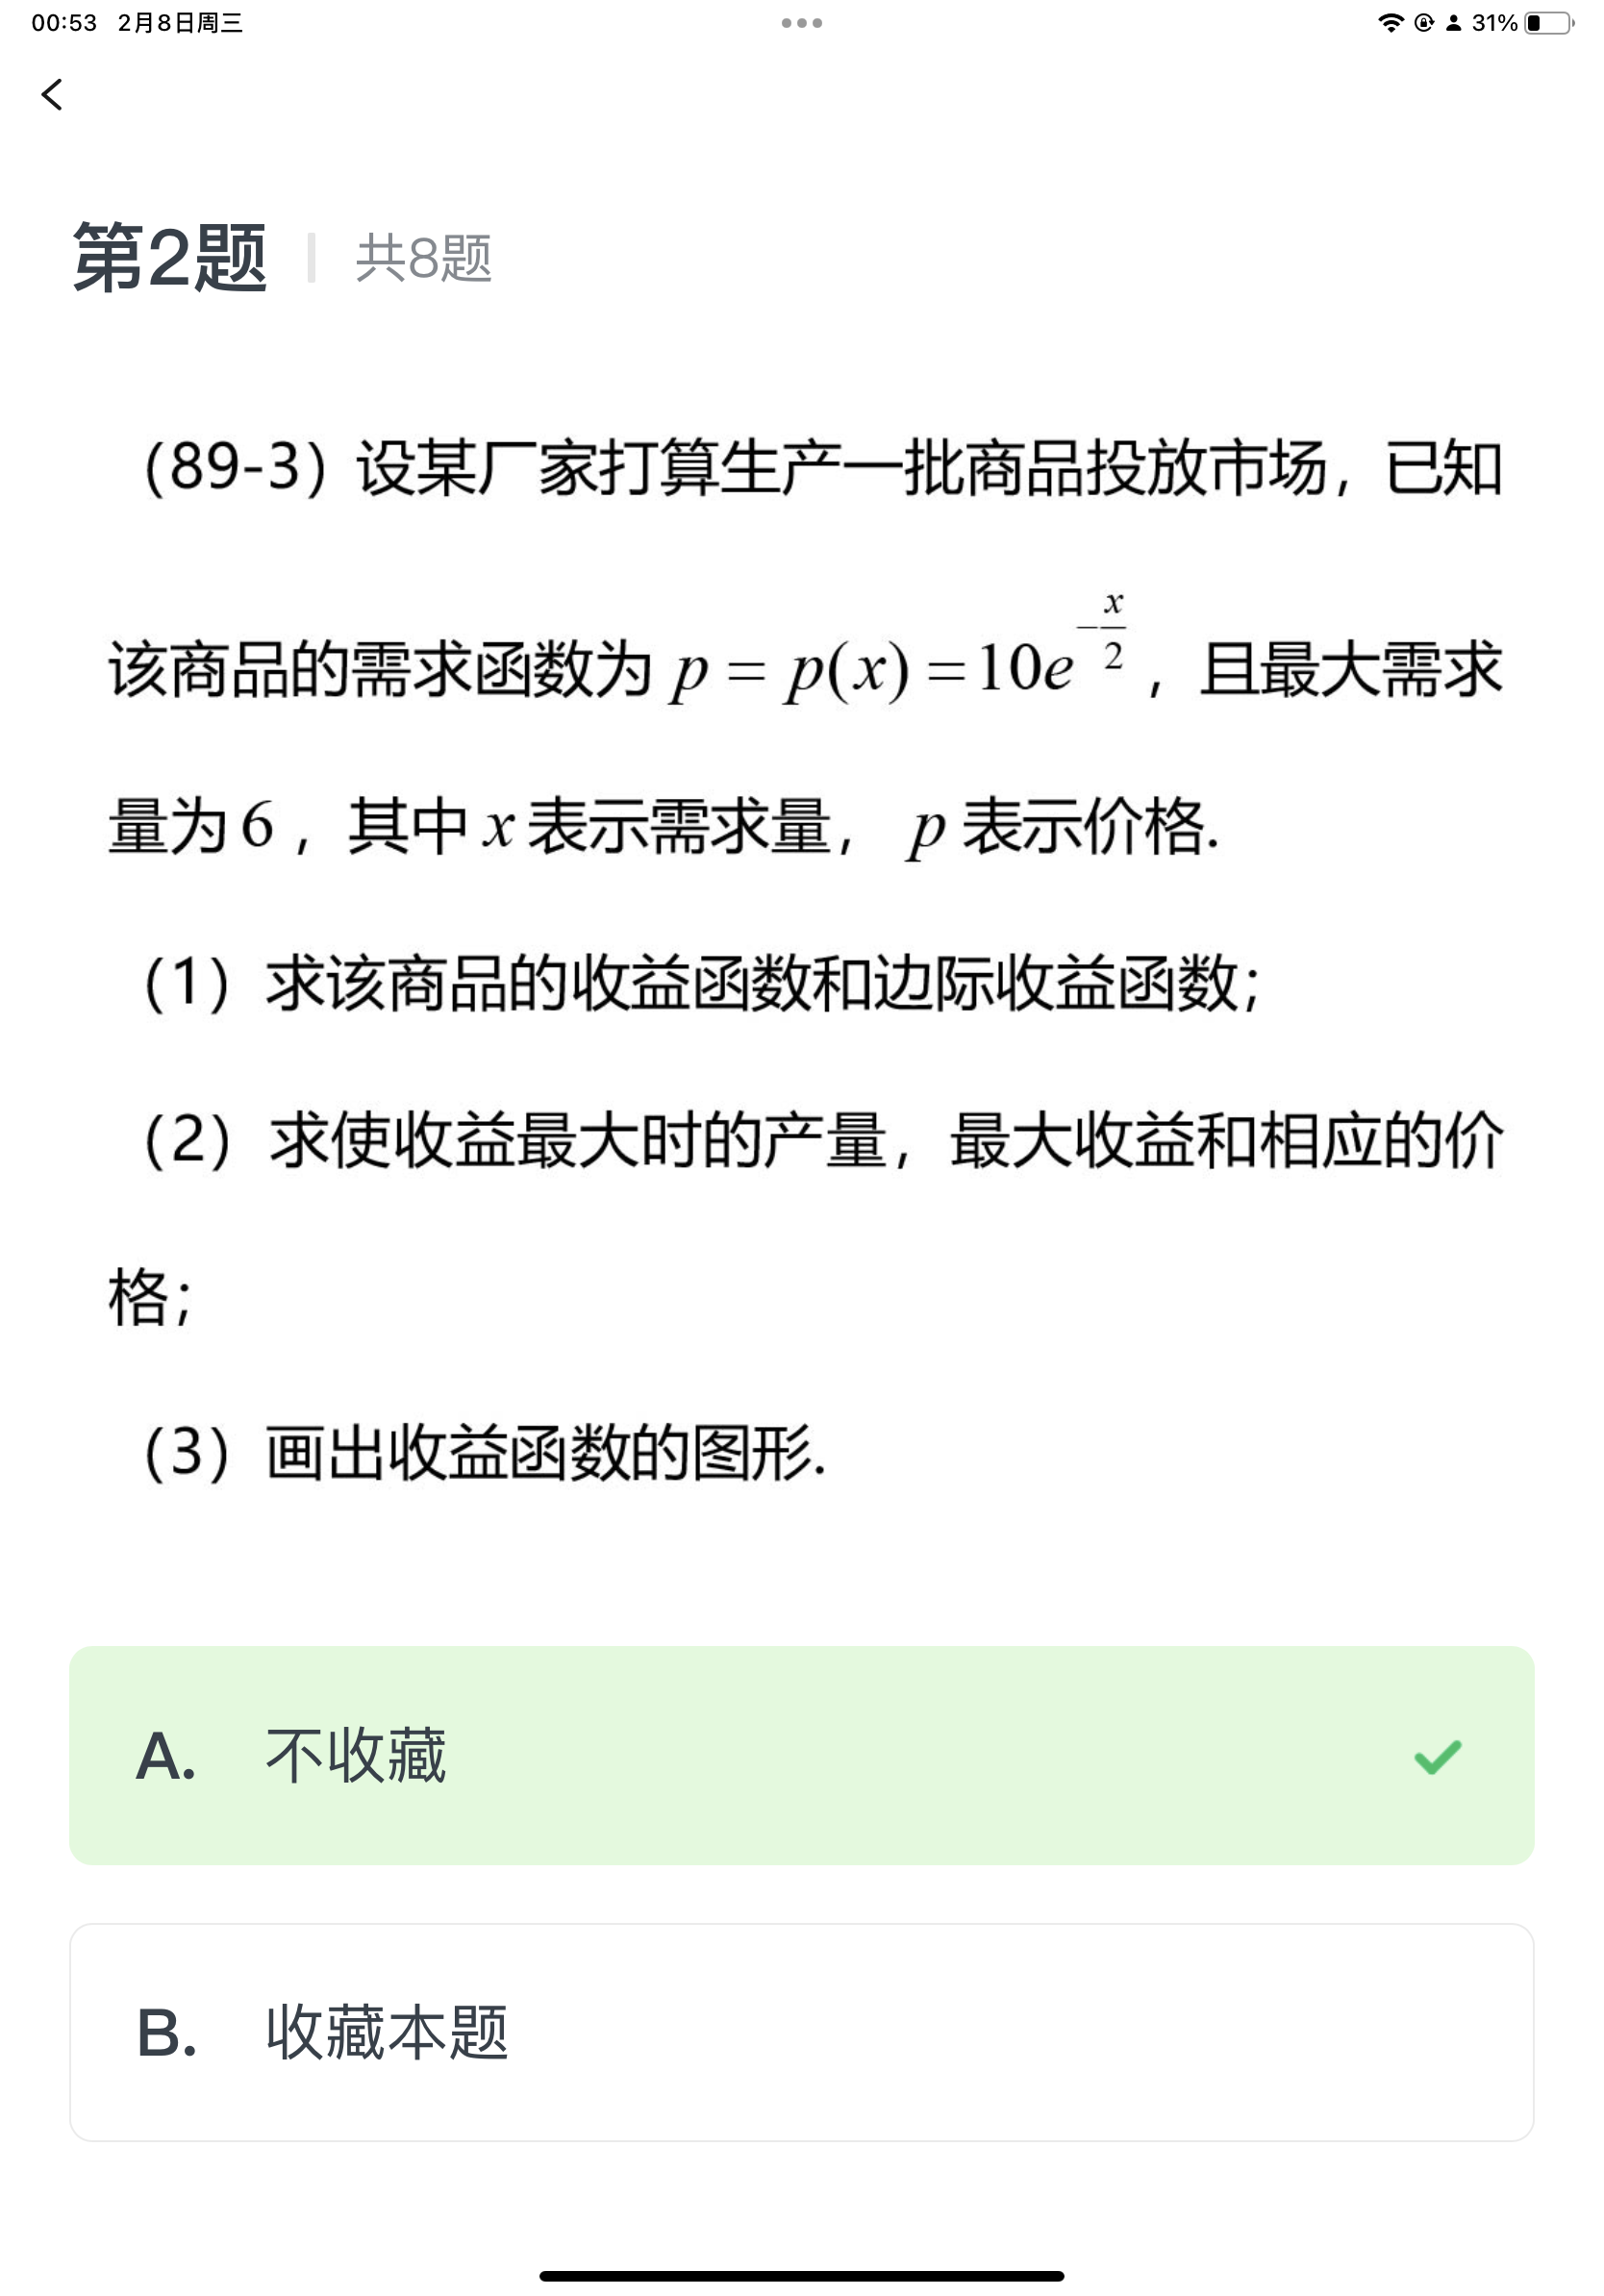 00:53 2月8日周三
31%
第2题 共8题
（89-3）设某厂家打算生产一批商品投放市场，已知
该商品的需求函数为 p = p(x) = 10e^{-\frac{x}{2}}，且最大需求
量为 6，其中 x 表示需求量， p 表示价格.
（1）求该商品的收益函数和边际收益函数；
（2）求使收益最大时的产量，最大收益和相应的价
格；
（3）画出收益函数的图形.
A. 不收藏
B. 收藏本题